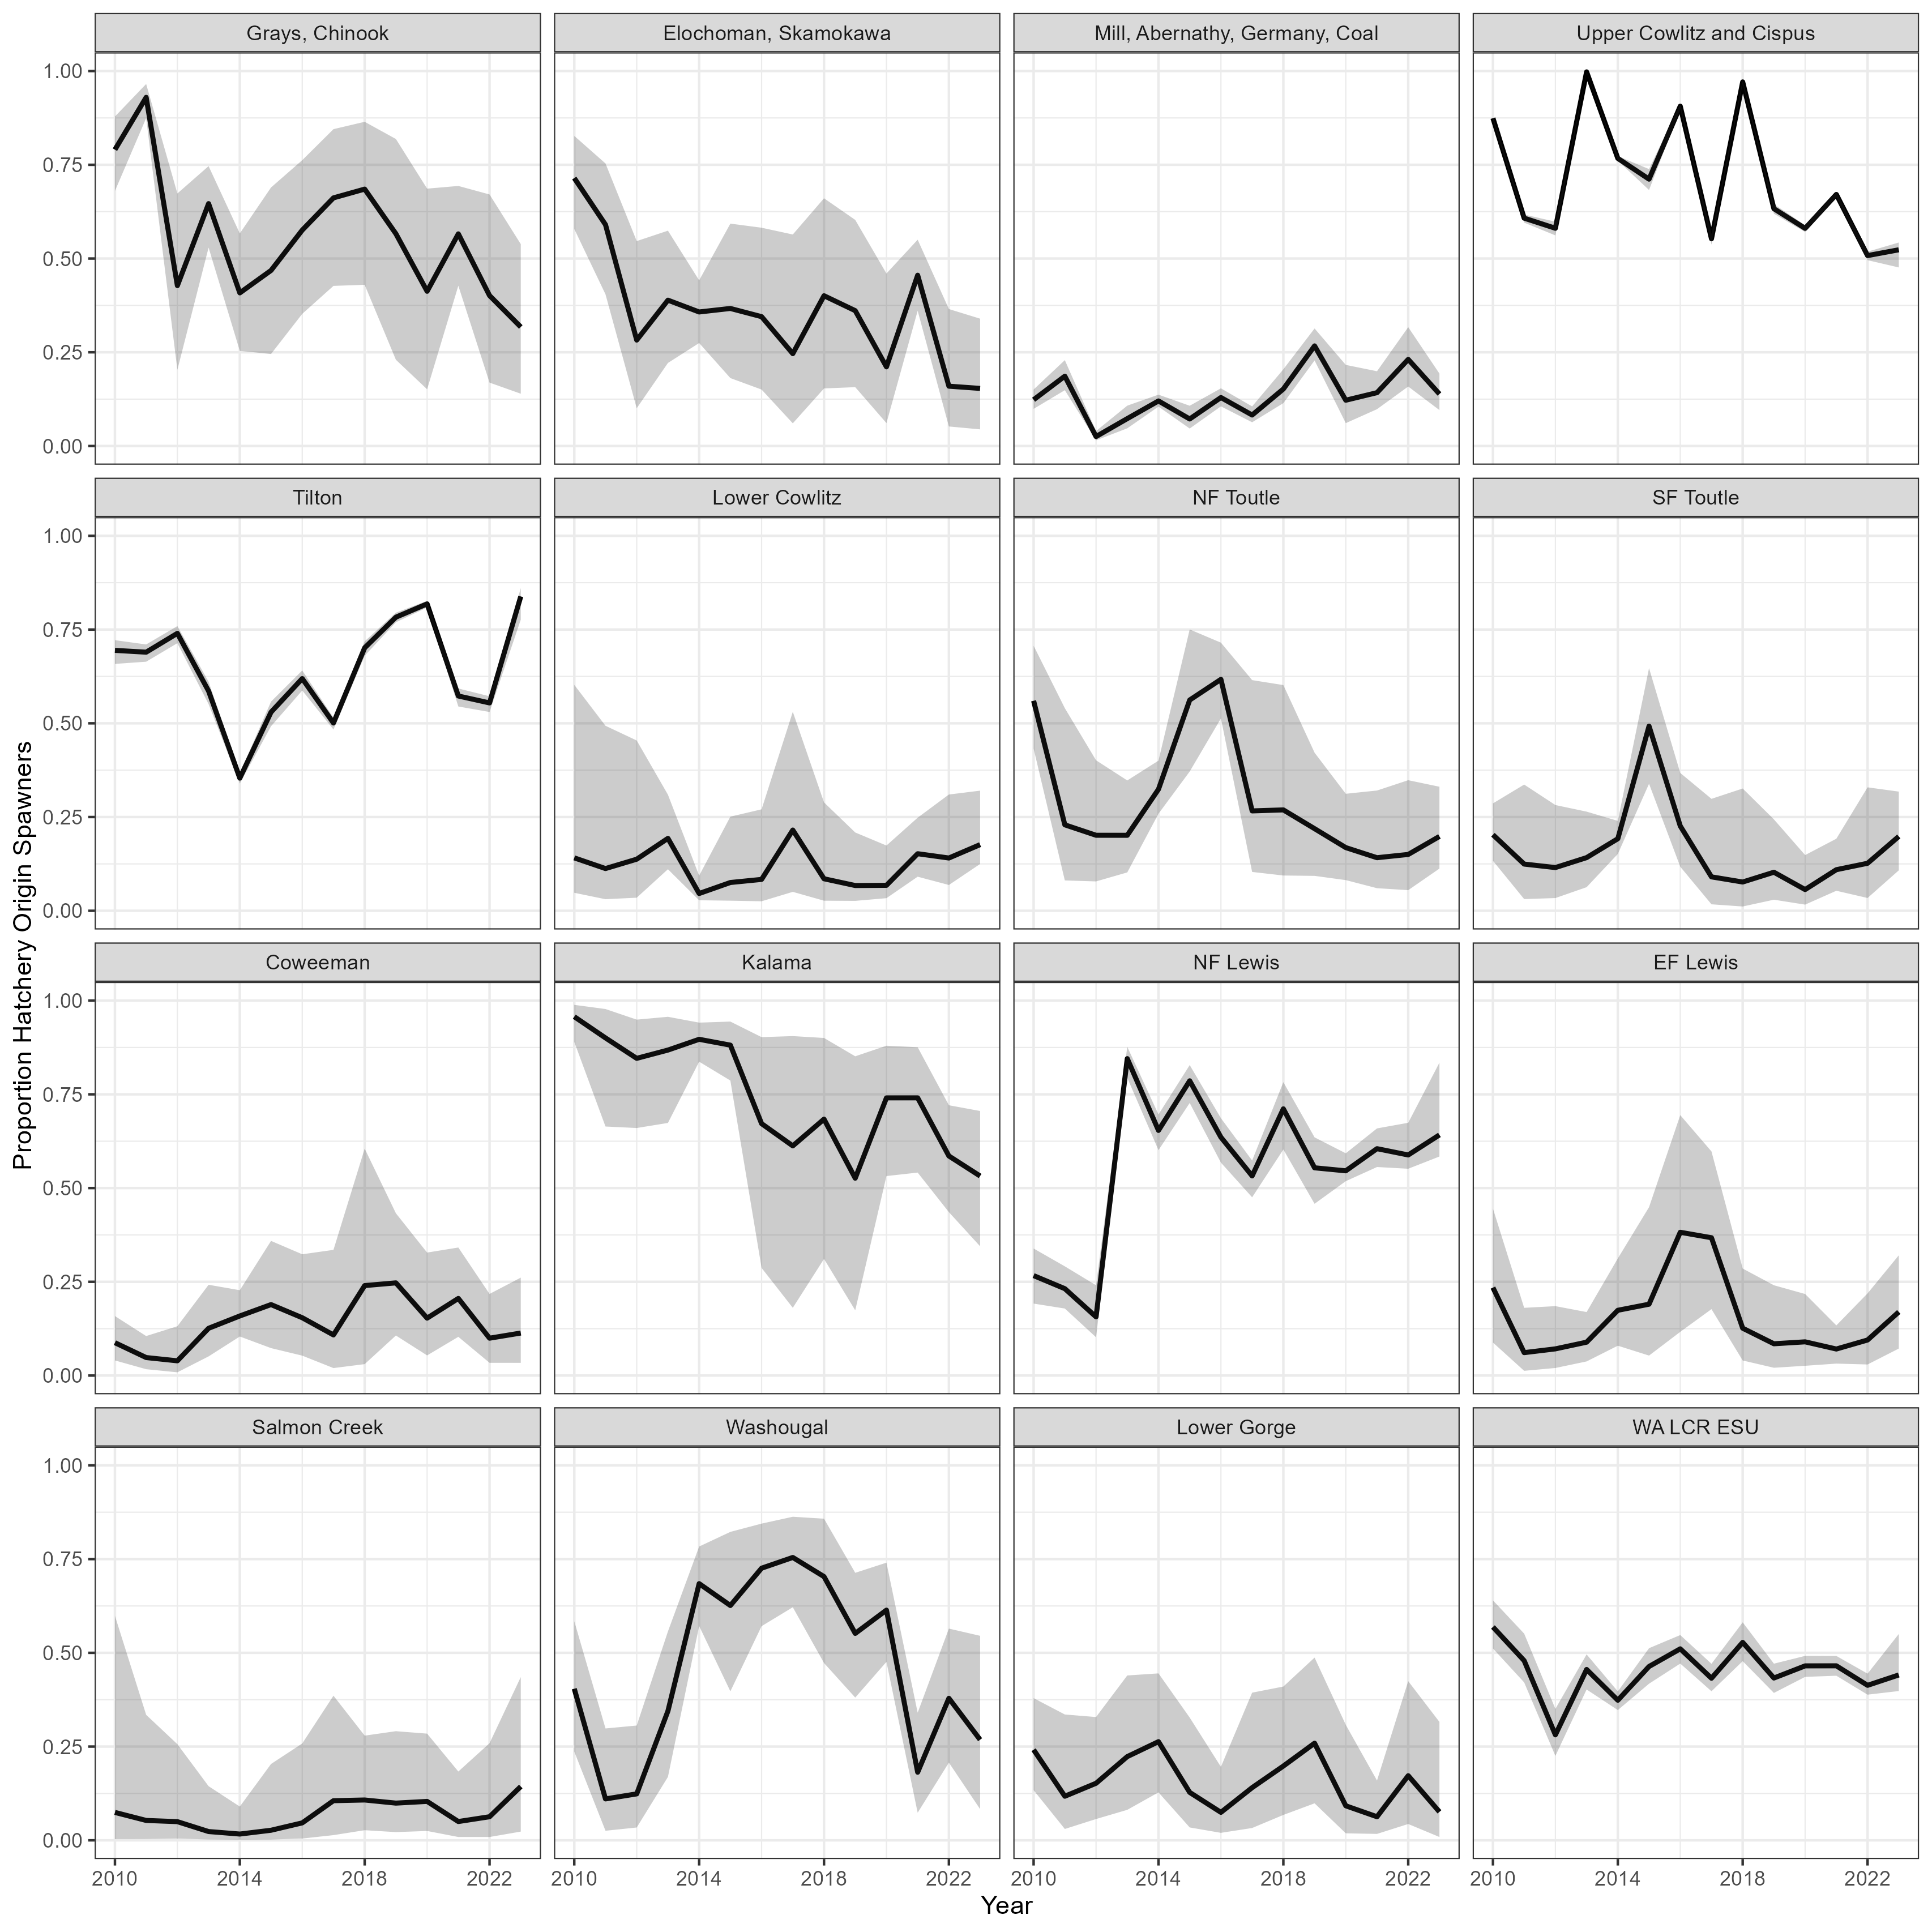 Grays, Chinook
Elochoman, Skamokawa
Mill, Abernathy, Germany, Coal
Upper Cowlitz and Cispus
1.00
0.75
0.50
0.25
0.00
Tilton
Lower Cowlitz
NF Toutle
SF Toutle
1.00
0.75
0.50
0.25
0.00
Proportion Hatchery Origin Spawners
Coweeman
Kalama
NF Lewis
EF Lewis
1.00
0.75
0.50
0.25
0.00
Salmon Creek
Washougal
Lower Gorge
WA LCR ESU
1.00
0.75
0.50
0.25
0.00
2010 2014 2018 2022 2010 2014 2018 2022 2010 2014 2018 2022 2010 2014 2018 2022
Year